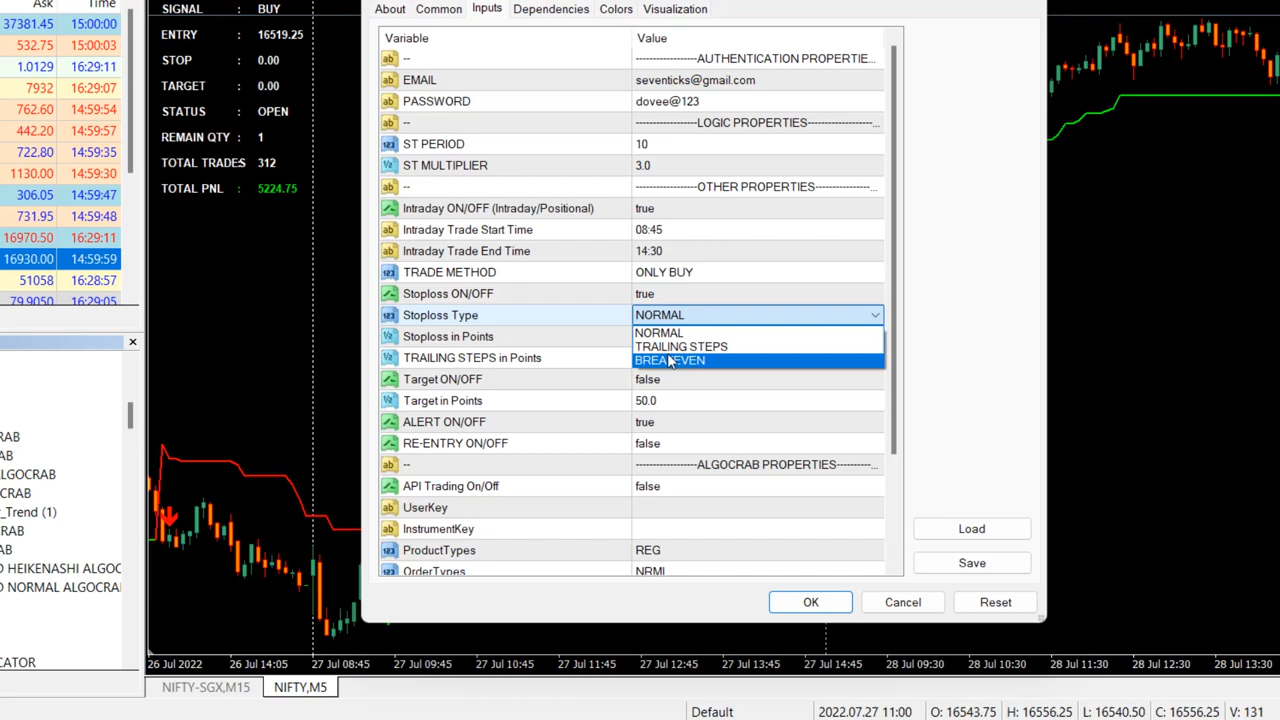 Ask Time
37381.45 15:00:00
532.75 15:00:03
1.0129 16:29:11
7932 16:29:07
762.60 14:59:54
442.20 14:59:57
722.80 14:59:35
1130.00 14:59:30
306.05 14:59:47
731.95 14:59:48
16970.50 16:29:11
16930.00 14:59:59
51058 16:28:57
79.9050 16:29:05
RAB
B
ALGOCRAB
CRAB
_Trend (1)
RAB
B
D HEIKENASHI ALGOC
D NORMAL ALGOCRA
CATOR
SIGNAL : BUY
ENTRY : 16519.25
STOP : 0.00
TARGET : 0.00
STATUS : OPEN
REMAIN QTY : 1
TOTAL TRADES 312
TOTAL PNL : 5224.75
About Common Inputs Dependencies Colors Visualization
Variable Value
-- ------------------AUTHENTICATION PROPERTIE...
EMAIL seventicks@gmail.com
PASSWORD dovee@123
-- ------------------LOGIC PROPERTIES-------------------...
ST PERIOD 10
ST MULTIPLIER 3.0
-- ------------------OTHER PROPERTIES----------------...
Intraday ON/OFF (Intraday/Positional) true
Intraday Trade Start Time 08:45
Intraday Trade End Time 14:30
TRADE METHOD ONLY BUY
Stoploss ON/OFF true
Stoploss Type NORMAL
NORMAL
Stoploss in Points
TRAILING STEPS
TRAILING STEPS in Points
BREAKEVEN
Target ON/OFF false
Target in Points 50.0
ALERT ON/OFF true
RE-ENTRY ON/OFF false
-- ------------------ALGOCRAB PROPERTIES----------...
API Trading On/Off false
UserKey
InstrumentKey
ProductTypes REG
OrderTypes NRML
Load
Save
OK Cancel Reset
26 Jul 2022 26 Jul 14:05 27 Jul 08:45 27 Jul 09:45 27 Jul 10:45 27 Jul 11:45 27 Jul 12:45 27 Jul 13:45 27 Jul 14:45 28 Jul 09:30 28 Jul 10:30 28 Jul 11:30 28 Jul 12:30 28 Jul 13:30
NIFTY-SGX,M15 NIFTY,M5
Default 2022.07.27 11:00 O: 16543.75 H: 16556.25 L: 16540.50 C: 16556.25 V: 131